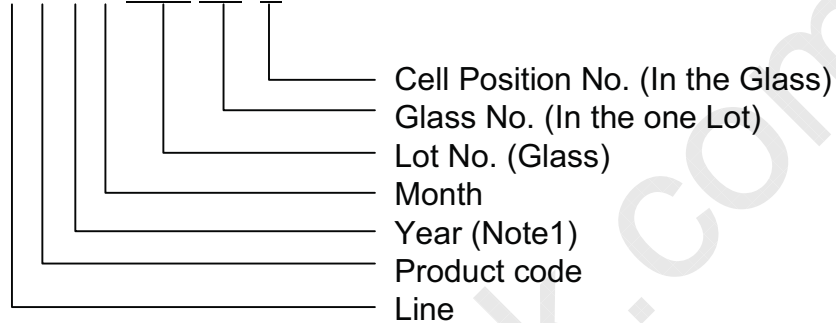 Cell Position No. (In the Glass)
Glass No. (In the one Lot)
Lot No. (Glass)
Month
Year (Note1)
Product code
Line